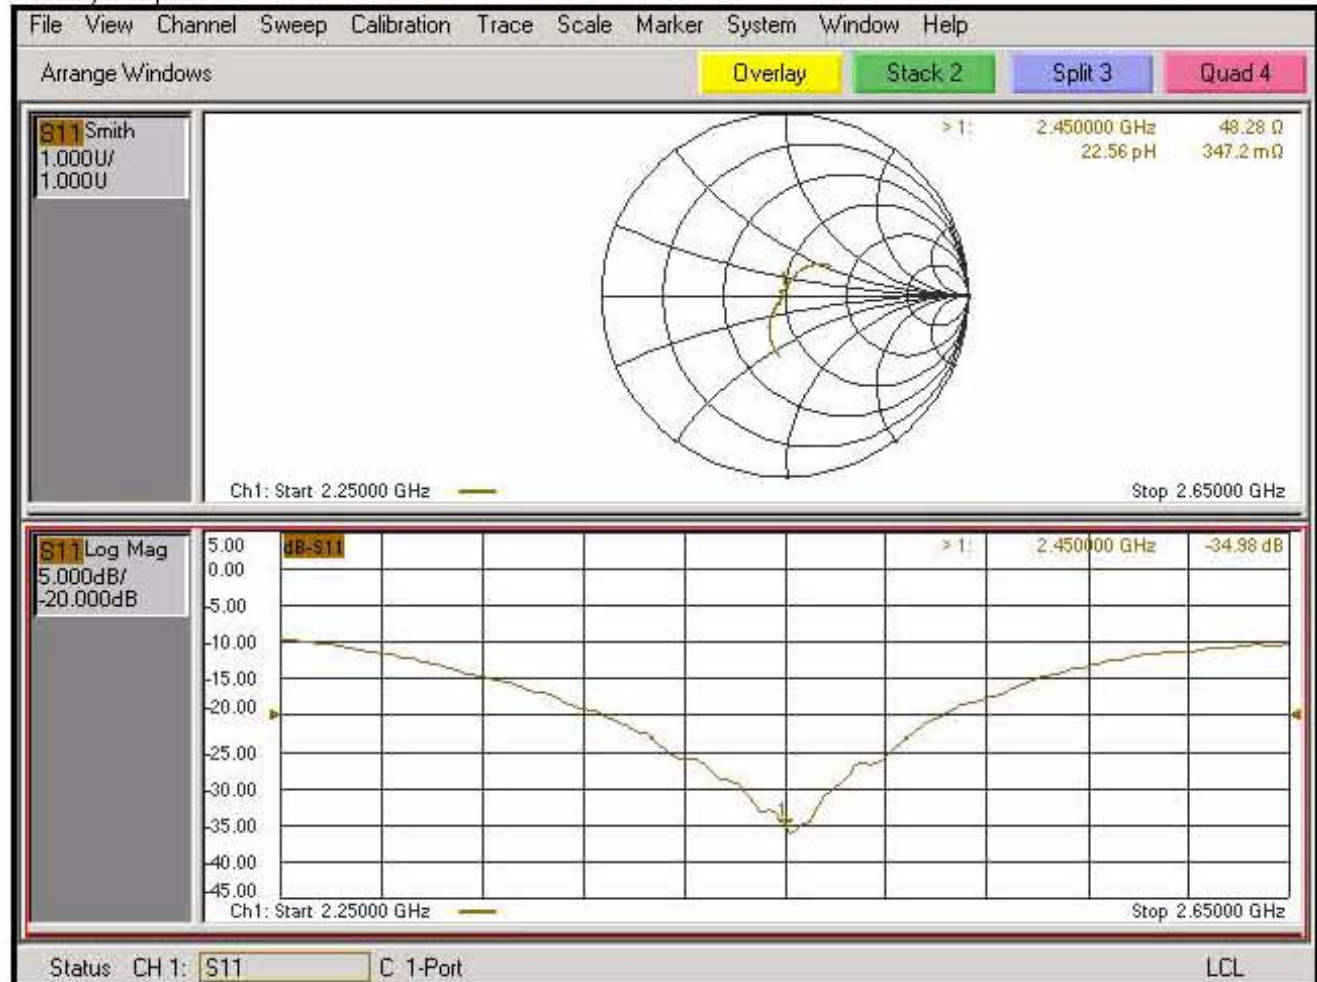 File View Channel Sweep Calibration Trace Scale Marker System Window Help
Arrange Windows Overlay Stack 2 Split 3 Quad 4
S11 Smith
1.000U/
1.000U
> 1: 2.450000 GHz 48.28 Ω
22.56 pH 347.2 mΩ
Ch1: Start 2.25000 GHz Stop 2.65000 GHz
S11 Log Mag
5.000dB/
-20.000dB
dB-S11
> 1: 2.450000 GHz -34.98 dB
5.00
0.00
-5.00
-10.00
-15.00
-20.00
-25.00
-30.00
1
-35.00
-40.00
-45.00
Ch1: Start 2.25000 GHz Stop 2.65000 GHz
Status CH 1: S11 C 1-Port LCL